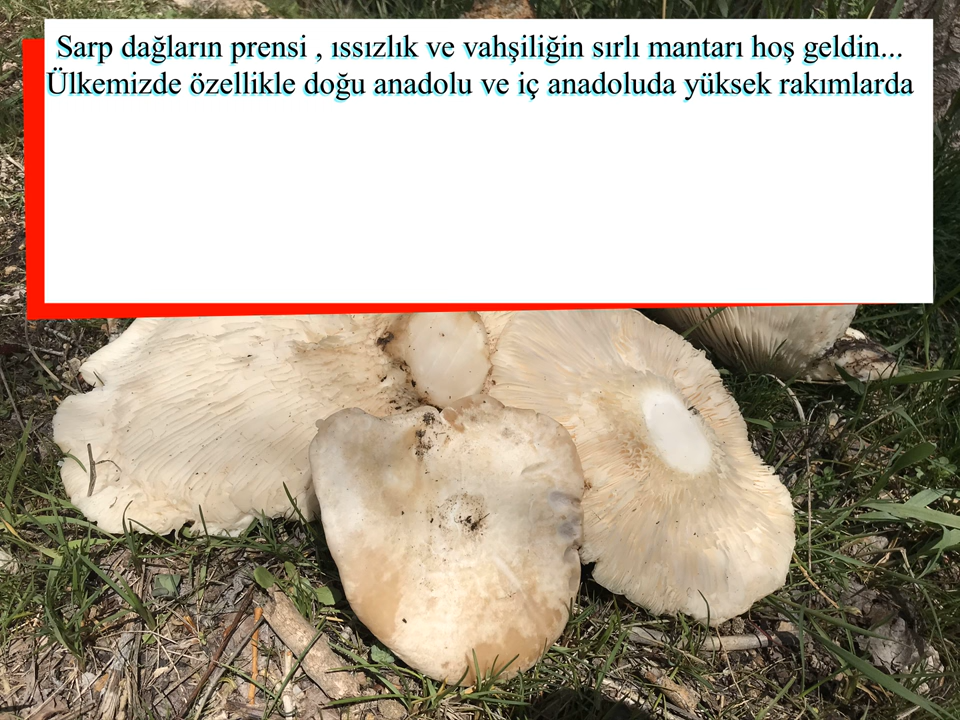 Sarp dağların prensi , ıssızlık ve vahşiliğin sırlı mantarı hoş geldin...
Ülkemizde özellikle doğu anadolu ve iç anadoluda yüksek rakımlarda